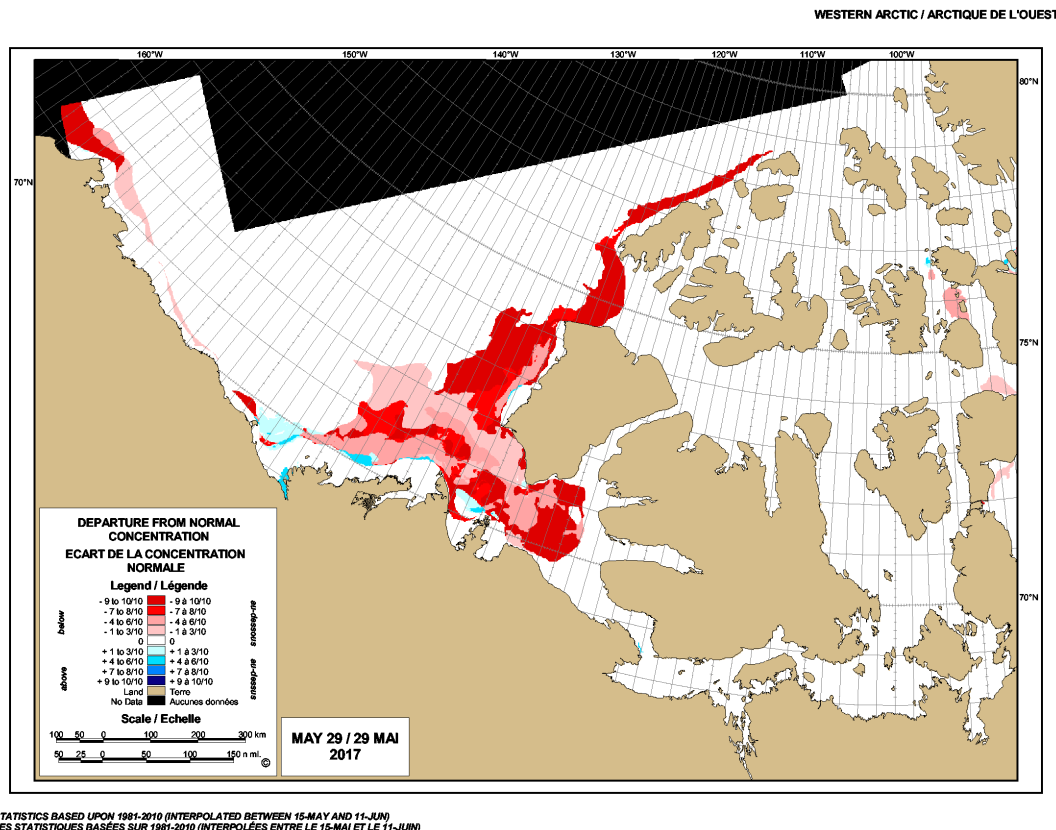 WESTERN ARCTIC / ARCTIQUE DE L'OUEST
160°W 150°W 140°W 130°W 120°W 110°W 100°W
80°N
70°N
75°N
70°N
DEPARTURE FROM NORMAL
CONCENTRATION
ECART DE LA CONCENTRATION
NORMALE
Legend / Légende
- 9 to 10/10 - 9 à 10/10
- 7 to 8/10 - 7 à 8/10
- 4 to 6/10 - 4 à 6/10
- 1 to 3/10 - 1 à 3/10
0 0
+ 1 to 3/10 + 1 à 3/10
+ 4 to 6/10 + 4 à 6/10
+ 7 to 8/10 + 7 à 8/10
+ 9 to 10/10 + 9 à 10/10
Land Terre
No Data Aucunes données
below
above
au-dessous
au-dessus
Scale / Echelle
100 50 0 100 200 300 km
50 25 0 50 100 150 n mi.
©
MAY 29 / 29 MAI
2017
TATISTICS BASED UPON 1981-2010 (INTERPOLATED BETWEEN 15-MAY AND 11-JUN)
ES STATISTIQUES BASÉES SUR 1981-2010 (INTERPOLÉES ENTRE LE 15-MAI ET LE 11-JUIN)